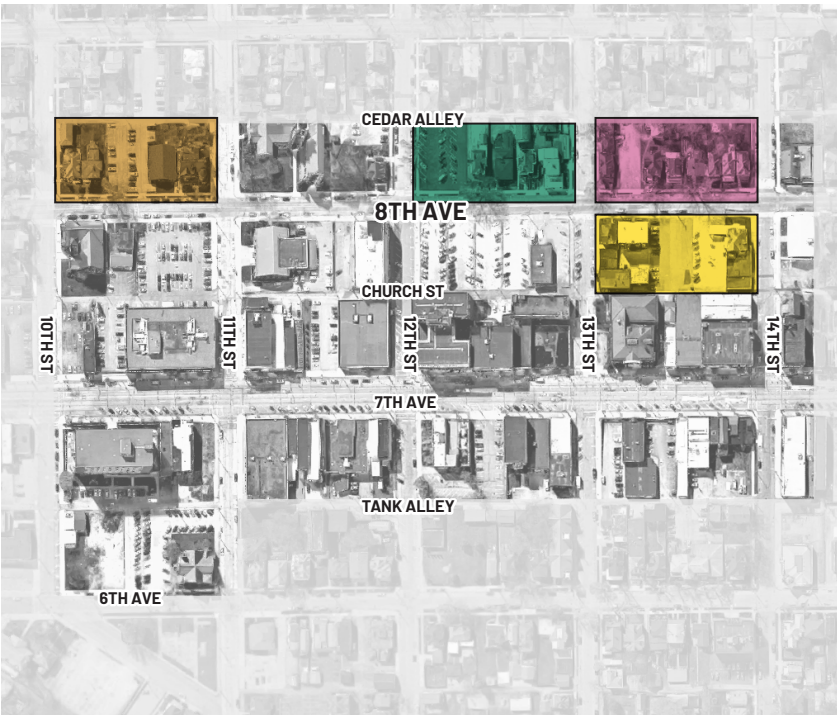 CEDAR ALLEY
8TH AVE
CHURCH ST
10TH ST
11TH ST
12TH ST
13TH ST
14TH ST
7TH AVE
TANK ALLEY
6TH AVE